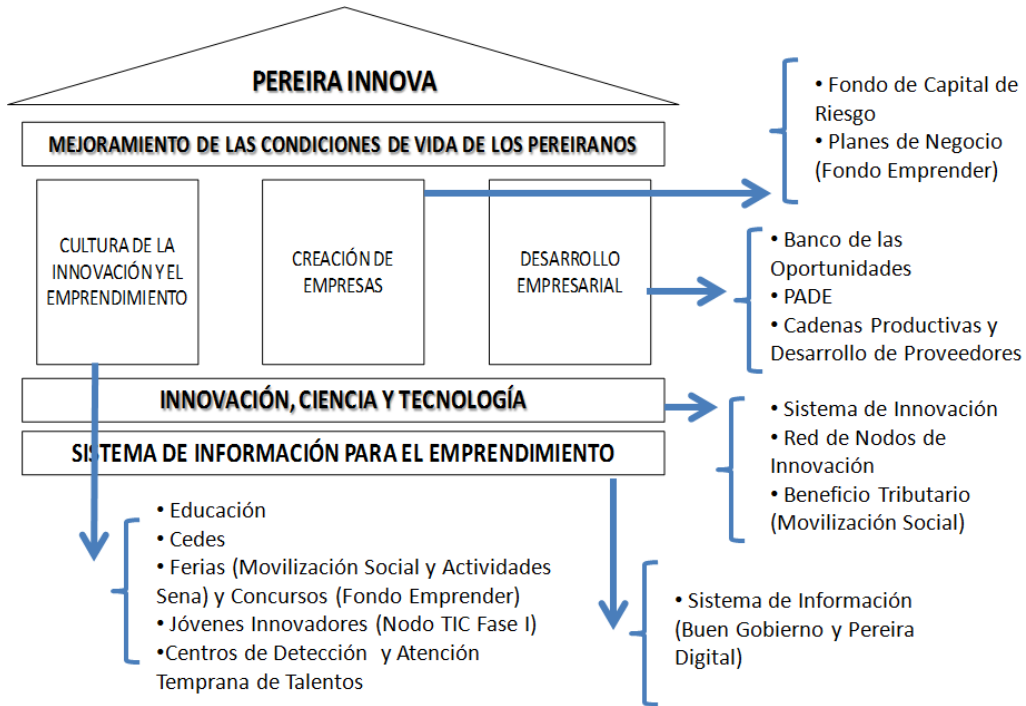 PEREIRA INNOVA
MEJORAMIENTO DE LAS CONDICIONES DE VIDA DE LOS PEREIRANOS
CULTURA DE LA
INNOVACIÓN Y EL
EMPRENDIMIENTO
CREACIÓN DE
EMPRESAS
DESARROLLO
EMPRESARIAL
INNOVACIÓN, CIENCIA Y TECNOLOGÍA
SISTEMA DE INFORMACIÓN PARA EL EMPRENDIMIENTO
• Fondo de Capital de
Riesgo
• Planes de Negocio
(Fondo Emprender)
• Banco de las
Oportunidades
• PADE
• Cadenas Productivas y
Desarrollo de Proveedores
• Sistema de Innovación
• Red de Nodos de
Innovación
• Beneficio Tributario
(Movilización Social)
• Educación
• Cedes
• Ferias (Movilización Social y Actividades
Sena) y Concursos (Fondo Emprender)
• Jóvenes Innovadores (Nodo TIC Fase I)
•Centros de Detección y Atención
Temprana de Talentos
• Sistema de Información
(Buen Gobierno y Pereira
Digital)